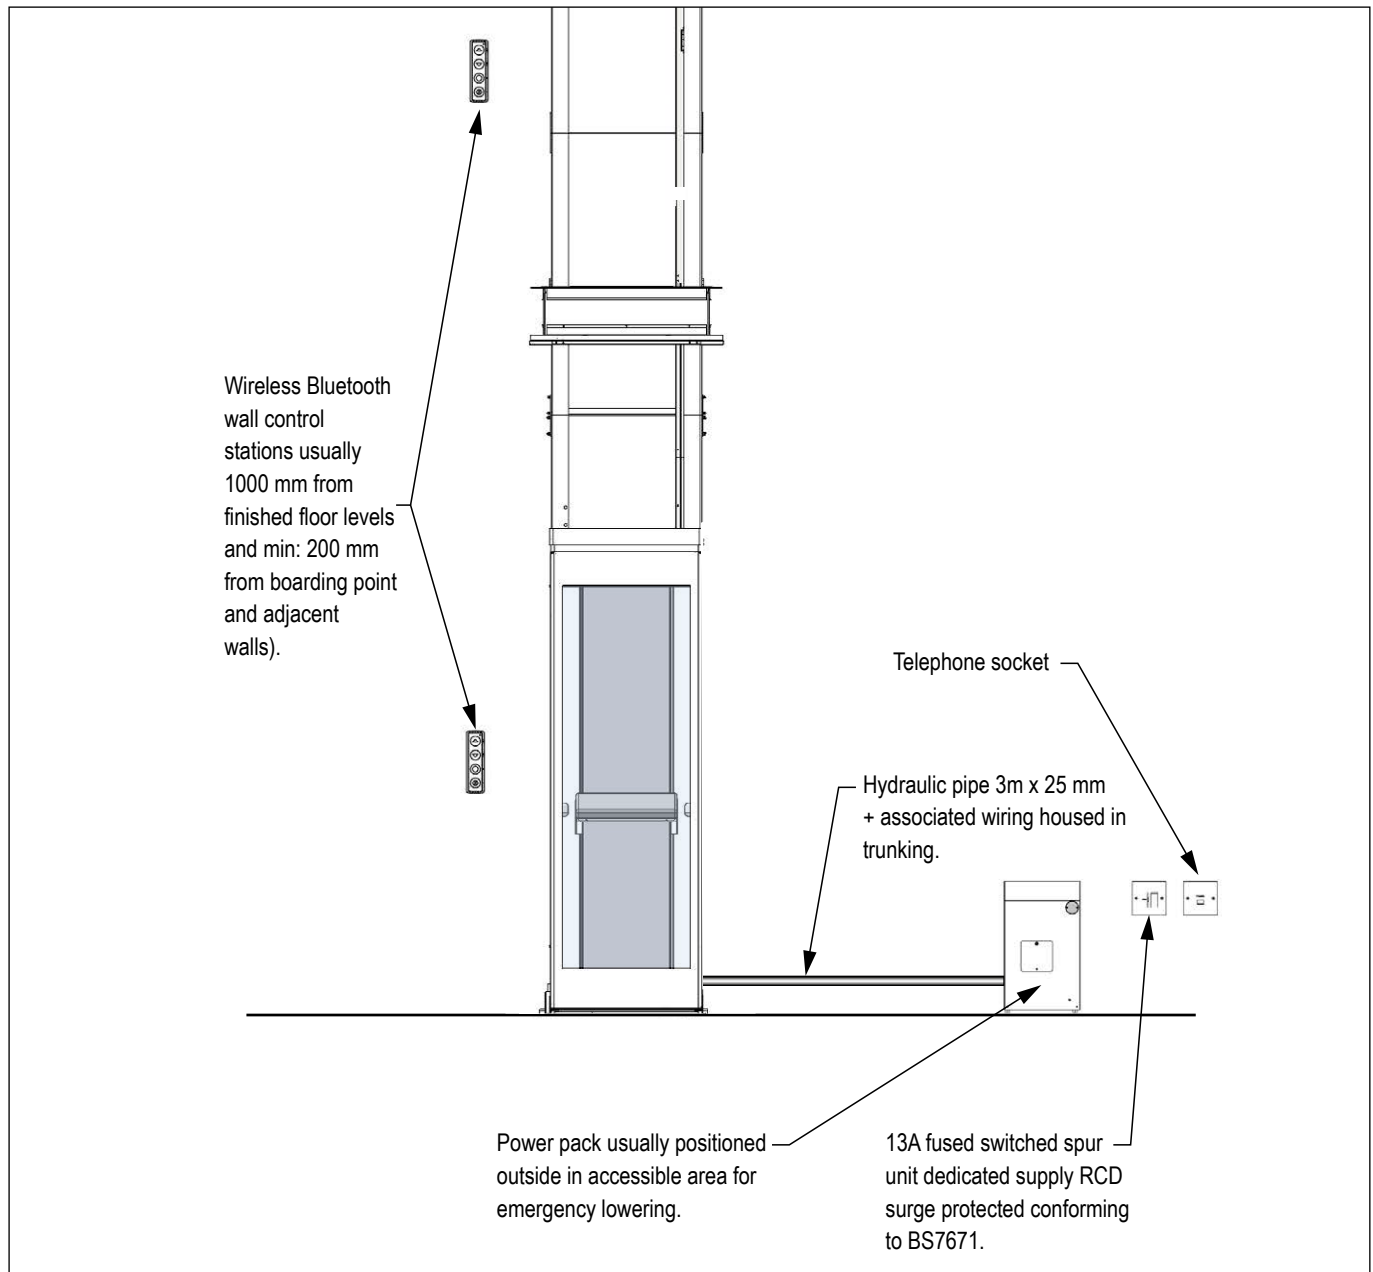 Wireless Bluetooth
wall control
stations usually
1000 mm from
finished floor levels
and min: 200 mm
from boarding point
and adjacent
walls).
Telephone socket
Hydraulic pipe 3m x 25 mm
+ associated wiring housed in
trunking.
Power pack usually positioned
outside in accessible area for
emergency lowering.
13A fused switched spur
unit dedicated supply RCD
surge protected conforming
to BS7671.